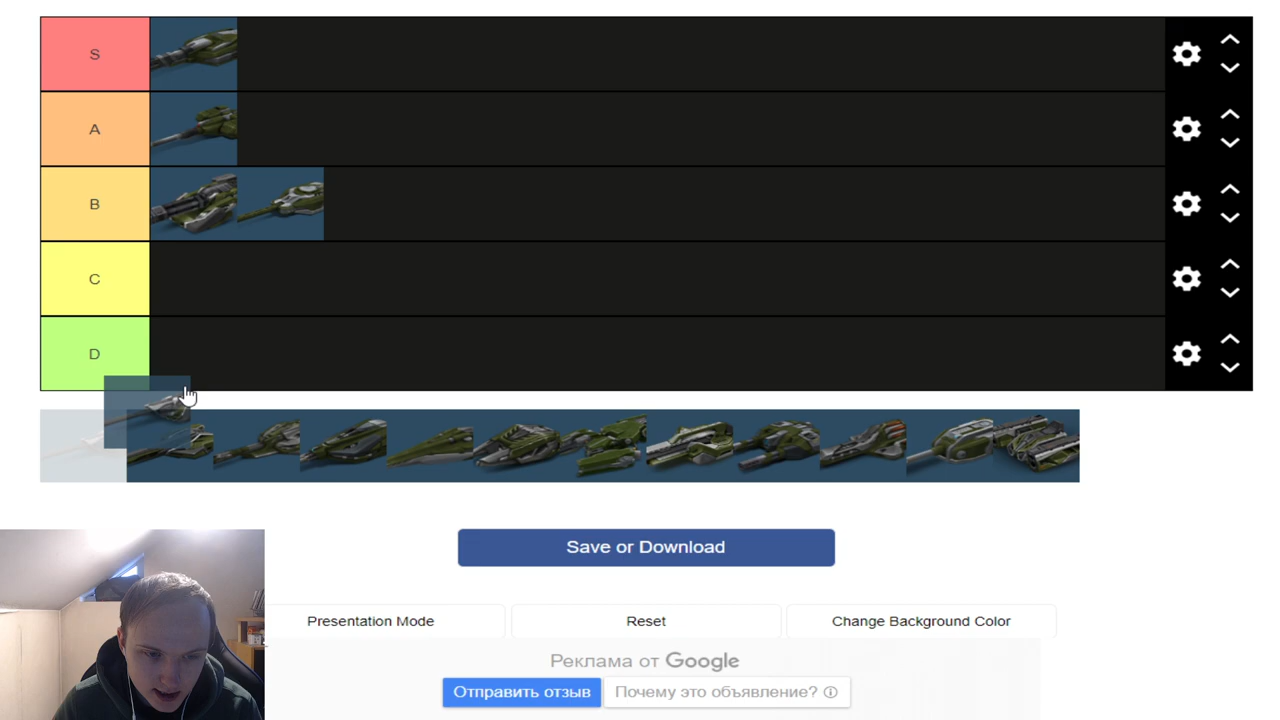 S
A
B
C
D
Save or Download
Presentation Mode
Reset
Change Background Color
Реклама от Google
Отправить отзыв
Почему это объявление?